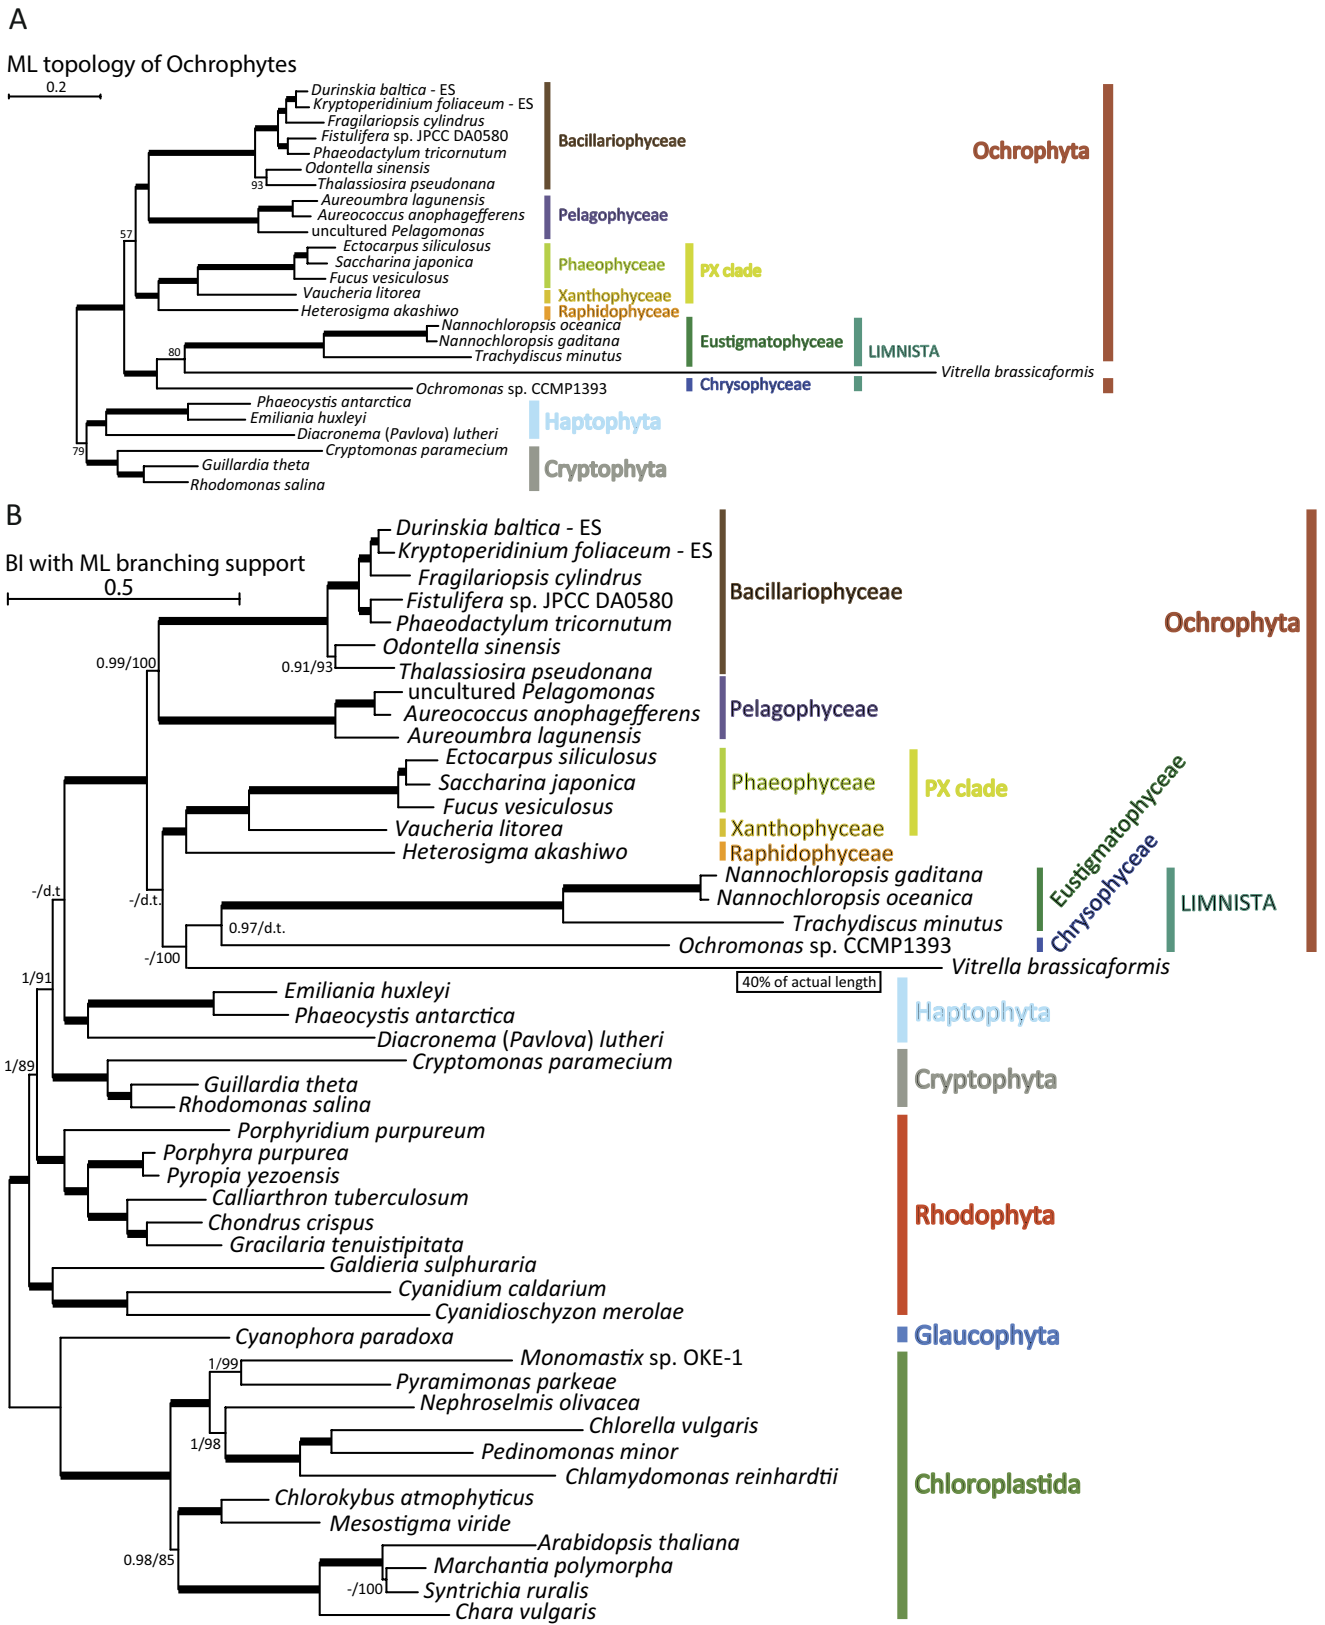 A
ML topology of Ochrophytes
0.2
Durinskia baltica - ES
Kryptoperidinium foliaceum - ES
Fragilariopsis cylindrus
Fistulifera sp. JPCC DA0580
Phaeodactylum tricornutum
Odontella sinensis
93
Thalassiosira pseudonana
Bacillariophyceae
Ochrophyta
Aureoumbra lagunensis
Aureococcus anophagefferens
uncultured Pelagomonas
Pelagophyceae
57
Ectocarpus siliculosus
Saccharina japonica
Fucus vesiculosus
Phaeophyceae
PX clade
Vaucheria litorea
Xanthophyceae
Heterosigma akashiwo
Raphidophyceae
Nannochloropsis oceanica
Nannochloropsis gaditana
80
Trachydiscus minutus
Eustigmatophyceae
LIMNISTA
Vitrella brassicaformis
Ochromonas sp. CCMP1393
Chrysophyceae
Phaeocystis antarctica
Emiliania huxleyi
Diacronema (Pavlova) lutheri
Haptophyta
79
Cryptomonas paramecium
Guillardia theta
Rhodomonas salina
Cryptophyta
B
BI with ML branching support
0.5
Durinskia baltica - ES
Kryptoperidinium foliaceum - ES
Fragilariopsis cylindrus
Fistulifera sp. JPCC DA0580
Phaeodactylum tricornutum
Odontella sinensis
0.99/100
0.91/93
Thalassiosira pseudonana
Bacillariophyceae
Ochrophyta
uncultured Pelagomonas
Aureococcus anophagefferens
Aureoumbra lagunensis
Pelagophyceae
Ectocarpus siliculosus
Saccharina japonica
Fucus vesiculosus
Phaeophyceae
PX clade
Vaucheria litorea
Xanthophyceae
Heterosigma akashiwo
Raphidophyceae
Nannochloropsis gaditana
-/d.t
-/d.t.
Nannochloropsis oceanica
Trachydiscus minutus
0.97/d.t.
Ochromonas sp. CCMP1393
Eustigmatophyceae
Chrysophyceae
LIMNISTA
-/100
Vitrella brassicaformis
40% of actual length
1/91
Emiliania huxleyi
Phaeocystis antarctica
Diacronema (Pavlova) lutheri
Haptophyta
1/89
Cryptomonas paramecium
Guillardia theta
Rhodomonas salina
Cryptophyta
Porphyridium purpureum
Porphyra purpurea
Pyropia yezoensis
Calliarthron tuberculosum
Chondrus crispus
Gracilaria tenuistipitata
Galdieria sulphuraria
Cyanidium caldarium
Cyanidioschyzon merolae
Rhodophyta
Cyanophora paradoxa
Glaucophyta
1/99
Monomastix sp. OKE-1
Pyramimonas parkeae
Nephroselmis olivacea
Chlorella vulgaris
1/98
Pedinomonas minor
Chlamydomonas reinhardtii
Chloroplastida
Chlorokybus atmophyticus
Mesostigma viride
Arabidopsis thaliana
0.98/85
Marchantia polymorpha
-/100
Syntrichia ruralis
Chara vulgaris